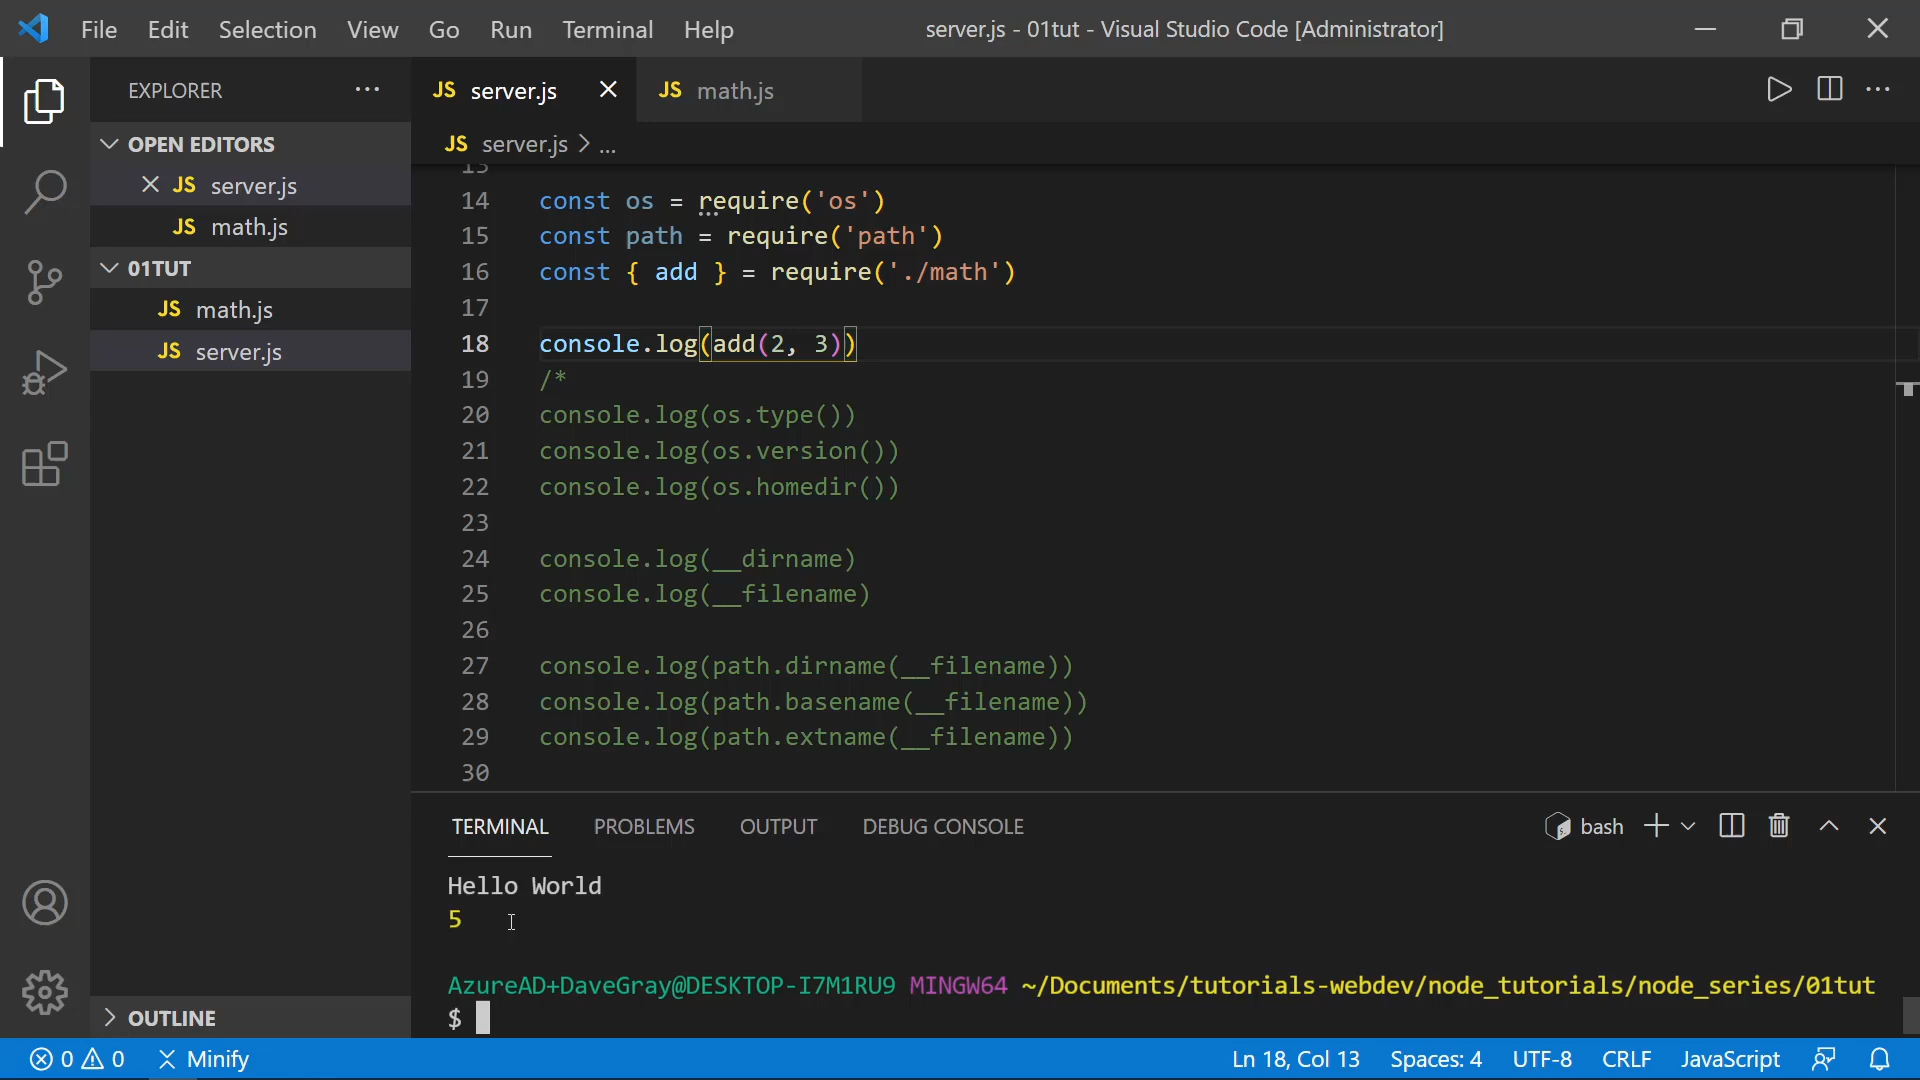 File Edit Selection View Go Run Terminal Help
server.js - 01tut - Visual Studio Code [Administrator]
EXPLORER
OPEN EDITORS
JS server.js
JS math.js
01TUT
JS math.js
JS server.js
OUTLINE
JS server.js
JS math.js
JS server.js > ...
13
14 const os = require('os')
15 const path = require('path')
16 const { add } = require('./math')
17
18 console.log(add(2, 3))
19 /*
20 console.log(os.type())
21 console.log(os.version())
22 console.log(os.homedir())
23
24 console.log(__dirname)
25 console.log(__filename)
26
27 console.log(path.dirname(__filename))
28 console.log(path.basename(__filename))
29 console.log(path.extname(__filename))
30
TERMINAL PROBLEMS OUTPUT DEBUG CONSOLE
bash
Hello World
5
AzureAD+DaveGray@DESKTOP-I7M1RU9 MINGW64 ~/Documents/tutorials-webdev/node_tutorials/node_series/01tut
$
0 0 Minify
Ln 18, Col 13 Spaces: 4 UTF-8 CRLF JavaScript